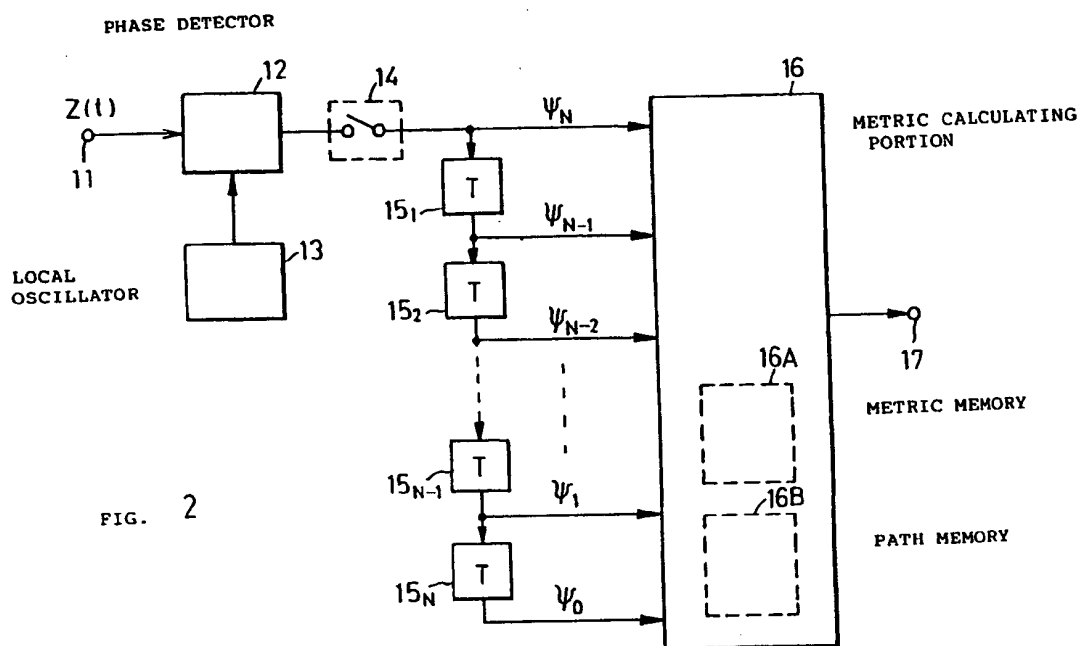 PHASE DETECTOR
12
14
16
Z(t)
ψN
METRIC CALCULATING
PORTION
11
T
15₁
ψN-1
13
LOCAL
OSCILLATOR
T
15₂
ψN-2
17
16A
METRIC MEMORY
T
15N-1
ψ1
16B
FIG. 2
PATH MEMORY
T
15N
ψ0